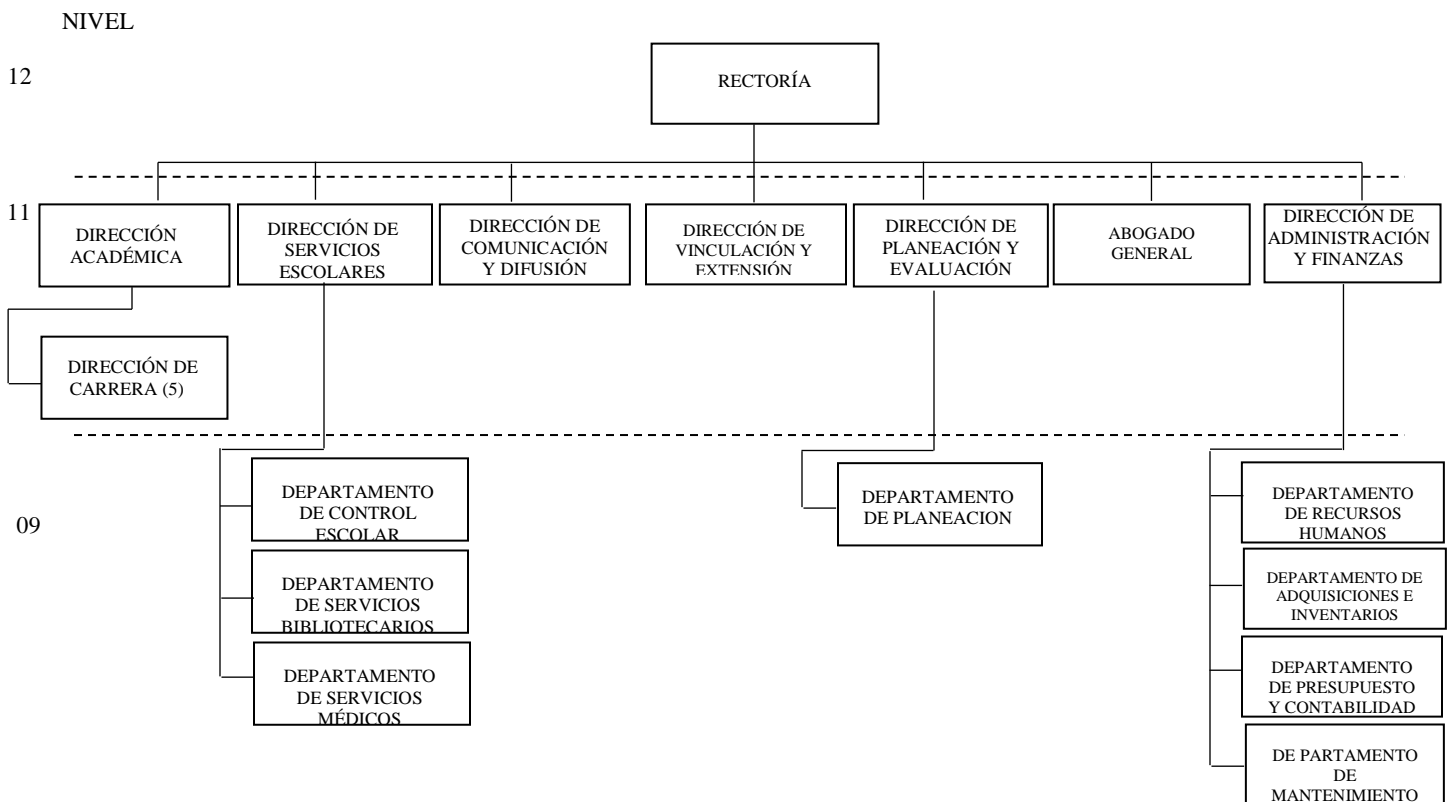 NIVEL
12
RECTORÍA
11
DIRECCIÓN
ACADÉMICA
DIRECCIÓN DE
SERVICIOS
ESCOLARES
DIRECCIÓN DE
COMUNICACIÓN
Y DIFUSIÓN
DIRECCIÓN DE
VINCULACIÓN Y
EXTENSIÓN
DIRECCIÓN DE
PLANEACIÓN Y
EVALUACIÓN
ABOGADO
GENERAL
DIRECCIÓN DE
ADMINISTRACIÓN
Y FINANZAS
DIRECCIÓN DE
CARRERA (5)
09
DEPARTAMENTO
DE CONTROL
ESCOLAR
DEPARTAMENTO
DE SERVICIOS
BIBLIOTECARIOS
DEPARTAMENTO
DE SERVICIOS
MÉDICOS
DEPARTAMENTO
DE PLANEACION
DEPARTAMENTO
DE RECURSOS
HUMANOS
DEPARTAMENTO DE
ADQUISICIONES E
INVENTARIOS
DEPARTAMENTO
DE PRESUPUESTO
Y CONTABILIDAD
DE PARTAMENTO
DE
MANTENIMIENTO